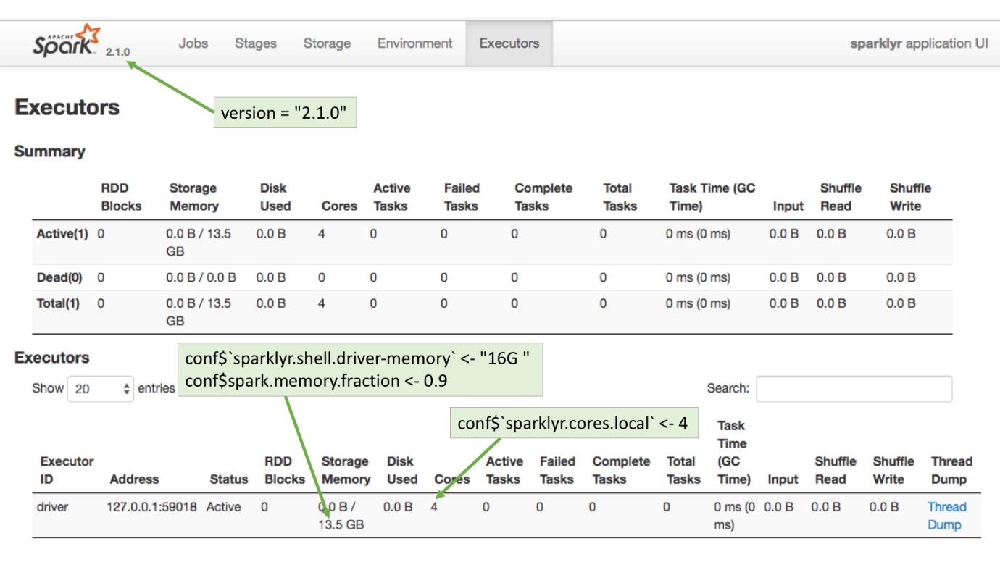 APACHE
Spark 2.1.0 Jobs Stages Storage Environment Executors sparklyr application UI
Executors
version = "2.1.0"
Summary
RDD Blocks Storage Memory Disk Used Cores Active Tasks Failed Tasks Complete Tasks Total Tasks Task Time (GC Time) Input Shuffle Read Shuffle Write
Active(1) 0 0.0 B / 13.5 GB 0.0 B 4 0 0 0 0 0 ms (0 ms) 0.0 B 0.0 B 0.0 B
Dead(0) 0 0.0 B / 0.0 B 0.0 B 0 0 0 0 0 0 ms (0 ms) 0.0 B 0.0 B 0.0 B
Total(1) 0 0.0 B / 13.5 GB 0.0 B 4 0 0 0 0 0 ms (0 ms) 0.0 B 0.0 B 0.0 B
Executors
conf$`sparklyr.shell.driver-memory` <- "16G "
conf$spark.memory.fraction <- 0.9
Show 20 entries
Search:
conf$`sparklyr.cores.local` <- 4
Executor ID Address Status RDD Blocks Storage Memory Disk Used Cores Active Tasks Failed Tasks Complete Tasks Total Tasks Task Time (GC Time) Input Shuffle Read Shuffle Write Thread Dump
driver 127.0.0.1:59018 Active 0 0.0 B / 13.5 GB 0.0 B 4 0 0 0 0 0 ms (0 ms) 0.0 B 0.0 B 0.0 B Thread Dump